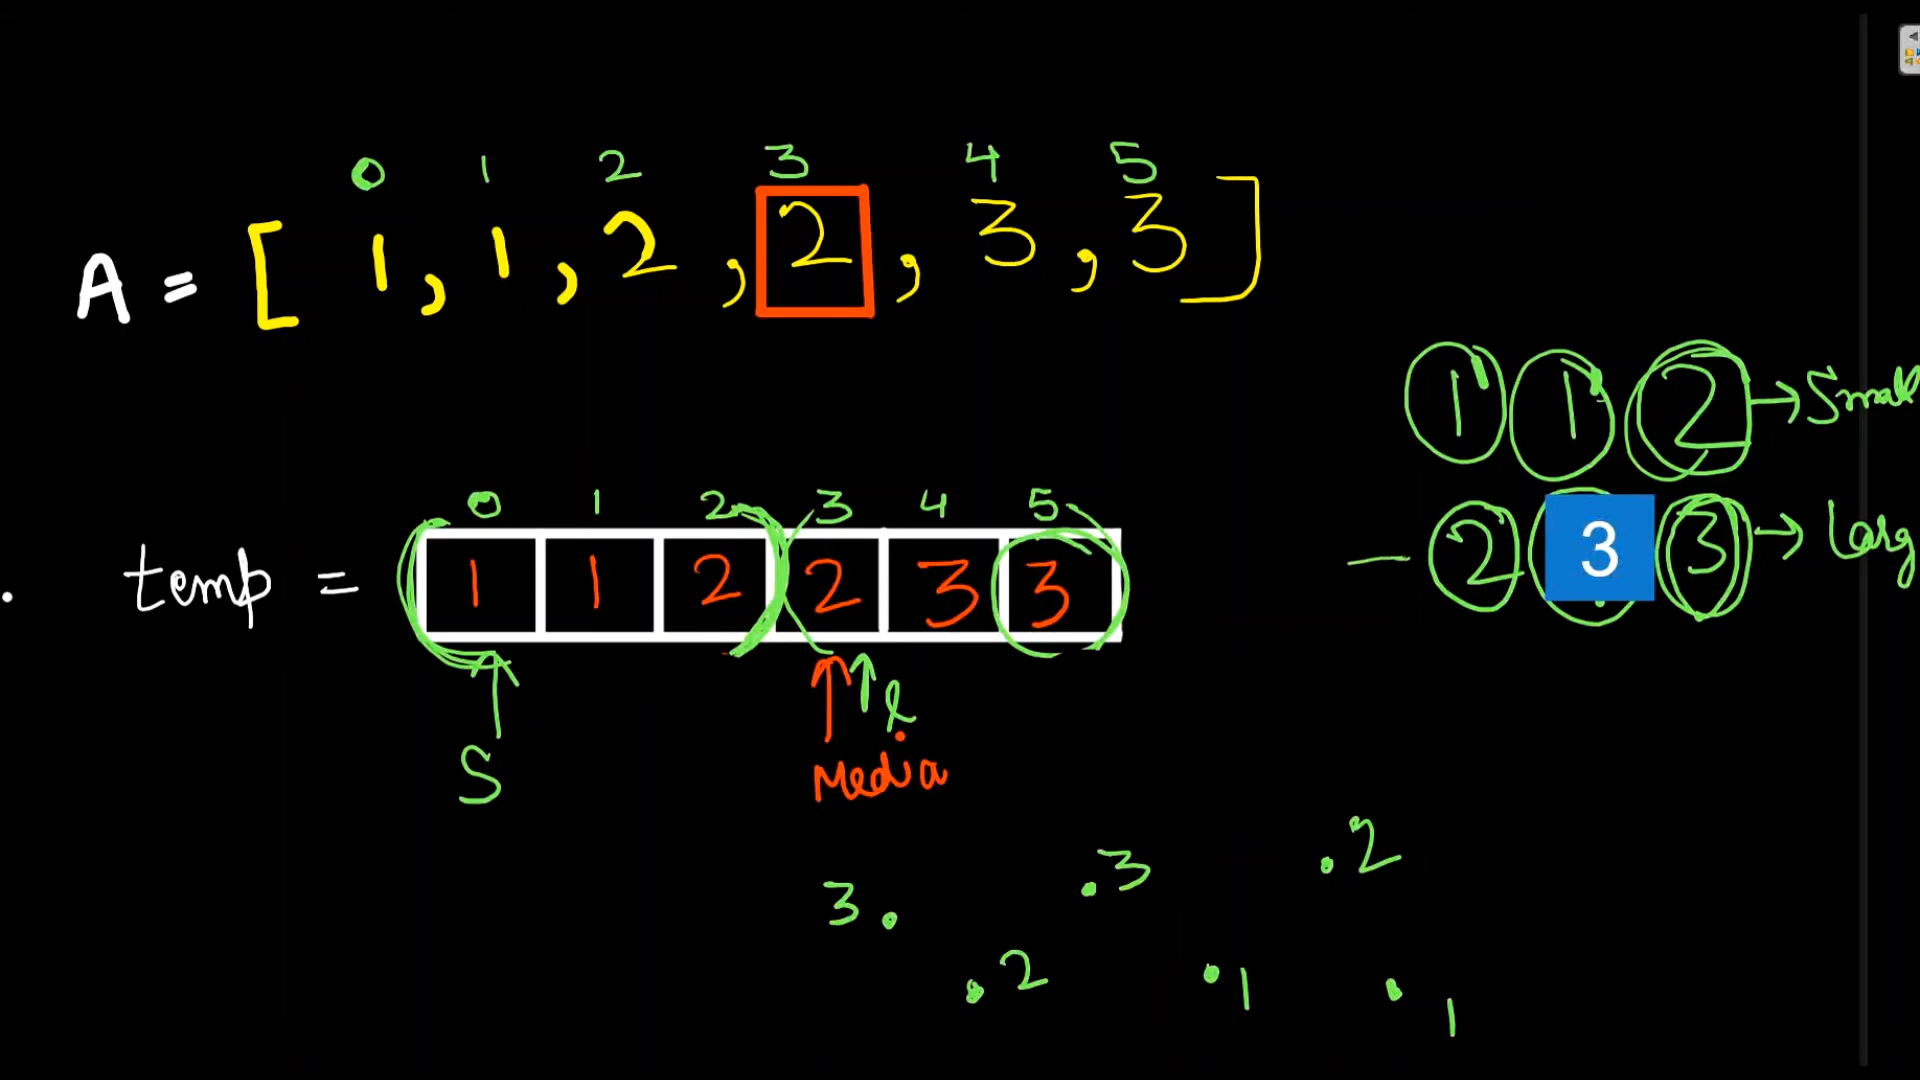 0 1 2 3 4 5
A = [ 1, 1, 2, 2, 3, 3 ]
1 1 2 → Small
0 1 2 3 4 5
temp = 1 1 2 2 3 3
– 2 3 3 → Larg
S
l
Media
3 . . 3 . 2
. 2 . 1 . 1